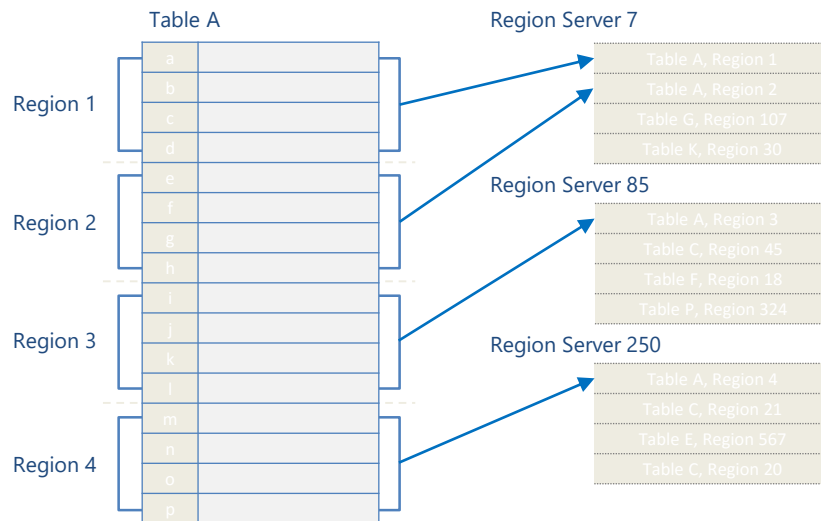 Table A
a
b
c
d
e
f
g
h
i
j
k
l
m
n
o
p
Region 1
Region 2
Region 3
Region 4
Region Server 7
Table A, Region 1
Table A, Region 2
Table G, Region 107
Table K, Region 30
Region Server 85
Table A, Region 3
Table C, Region 45
Table F, Region 18
Table P, Region 324
Region Server 250
Table A, Region 4
Table C, Region 21
Table E, Region 567
Table C, Region 20